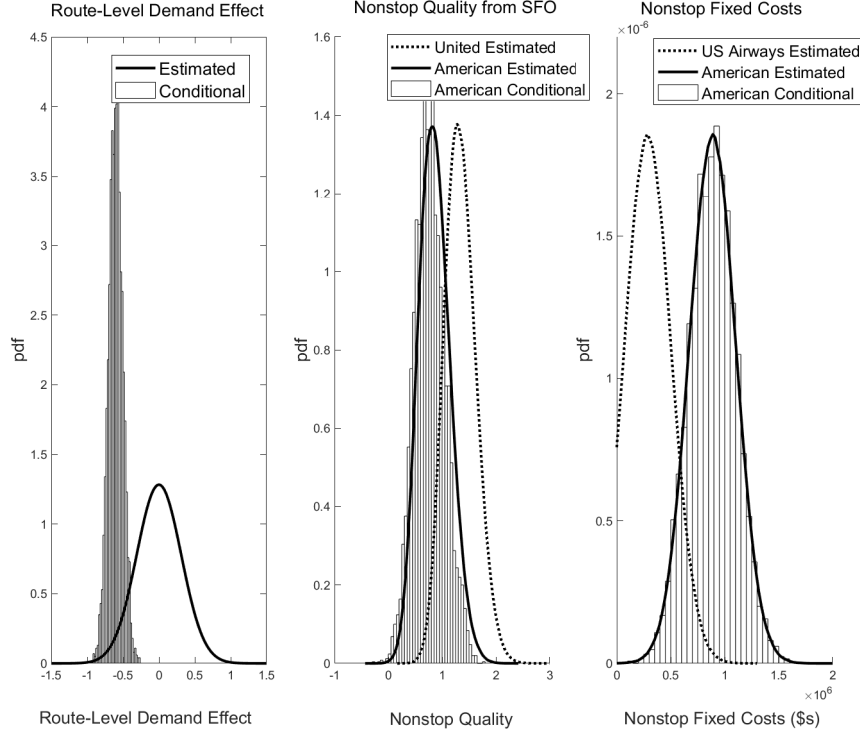 Route-Level Demand Effect
4.5
4
3.5
3
2.5
2
1.5
1
0.5
0
-1.5
-1
-0.5
0
0.5
1
1.5
pdf
Estimated
Conditional
Route-Level Demand Effect
Nonstop Quality from SFO
1.6
1.4
1.2
1
0.8
0.6
0.4
0.2
0
-1
0
1
2
3
pdf
United Estimated
American Estimated
American Conditional
Nonstop Quality
Nonstop Fixed Costs
×10⁻⁶
2
1.5
1
0.5
0
0
0.5
1
1.5
2
×10⁶
pdf
US Airways Estimated
American Estimated
American Conditional
Nonstop Fixed Costs ($s)